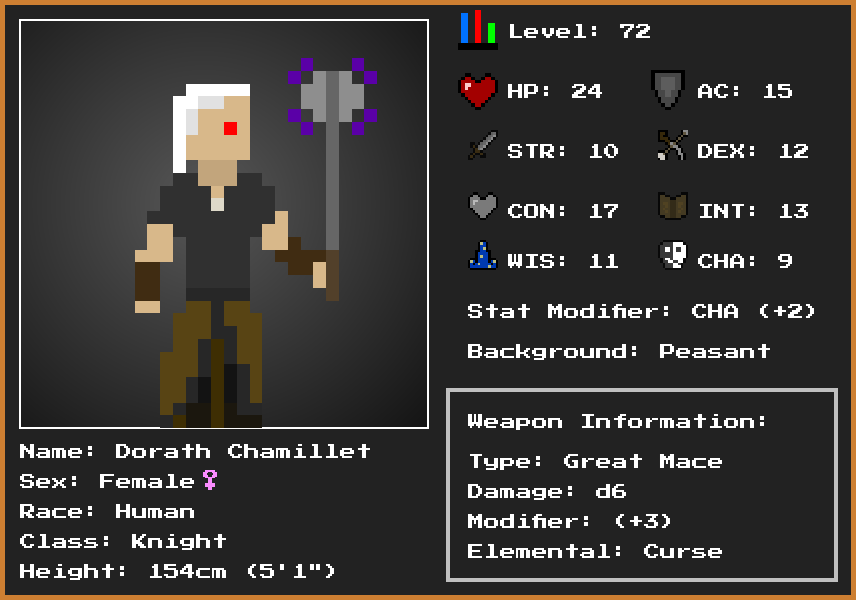 Level: 72
HP: 24 AC: 15
STR: 10 DEX: 12
CON: 17 INT: 13
WIS: 11 CHA: 9
Stat Modifier: CHA (+2)
Background: Peasant
Weapon Information:
Type: Great Mace
Damage: d6
Modifier: (+3)
Elemental: Curse
Name: Dorath Chamillet
Sex: Female♀
Race: Human
Class: Knight
Height: 154cm (5'1")